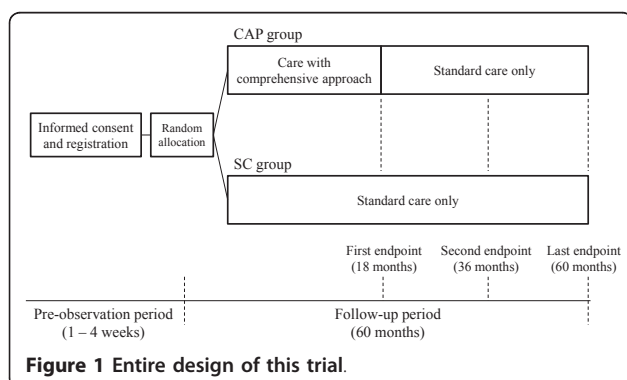 CAP group
Care with
comprehensive approach
Standard care only
Informed consent
and registration
Random
allocation
SC group
Standard care only
First endpoint
(18 months)
Second endpoint
(36 months)
Last endpoint
(60 months)
Pre-observation period
(1 – 4 weeks)
Follow-up period
(60 months)
Figure 1 Entire design of this trial.